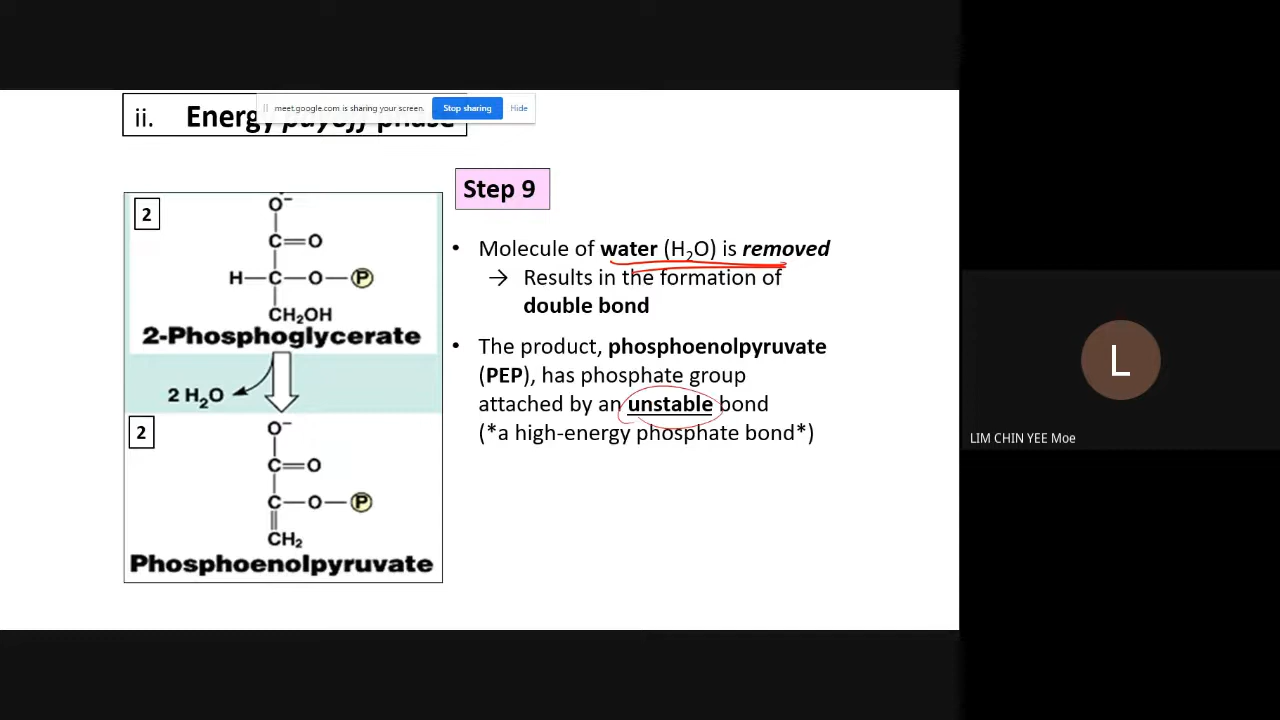 meet.google.com is sharing your screen. Stop sharing Hide
ii. Energy payoff phase
Step 9
2
O⁻
C=O
H—C—O—P
CH₂OH
2-Phosphoglycerate
2 H₂O
2
O⁻
C=O
C—O—P
CH₂
Phosphoenolpyruvate
• Molecule of water (H₂O) is removed
→ Results in the formation of
double bond
• The product, phosphoenolpyruvate
(PEP), has phosphate group
attached by an unstable bond
(*a high-energy phosphate bond*)
L
LIM CHIN YEE Moe